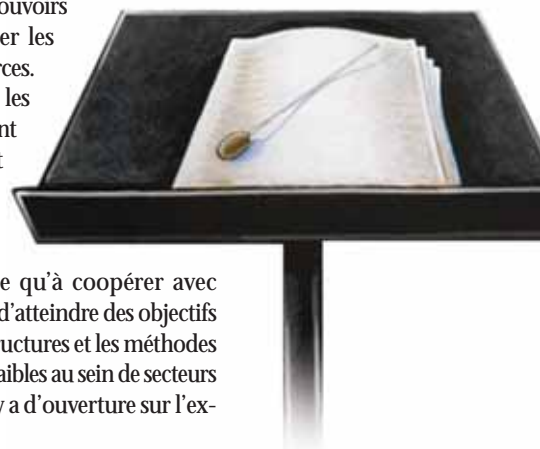 ouvoirs
er les
rces.
les
nt
t
e qu'à coopérer avec
d'atteindre des objectifs
uctures et les méthodes
aibles au sein de secteurs
y a d'ouverture sur l'ex-